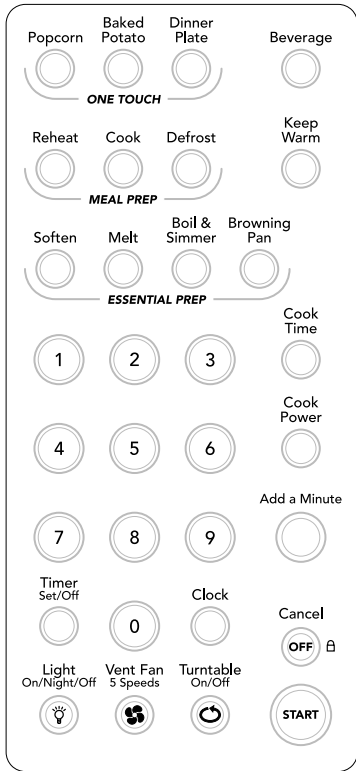 Popcorn
Baked
Potato
Dinner
Plate
Beverage
ONE TOUCH
Reheat
Cook
Defrost
Keep
Warm
MEAL PREP
Soften
Melt
Boil &
Simmer
Browning
Pan
ESSENTIAL PREP
Cook
Time
1 2 3
Cook
Power
4 5 6
Add a Minute
7 8 9
Timer
Set/Off
0
Clock
Cancel
OFF
Light
On/Night/Off
Vent Fan
5 Speeds
Turntable
On/Off
START